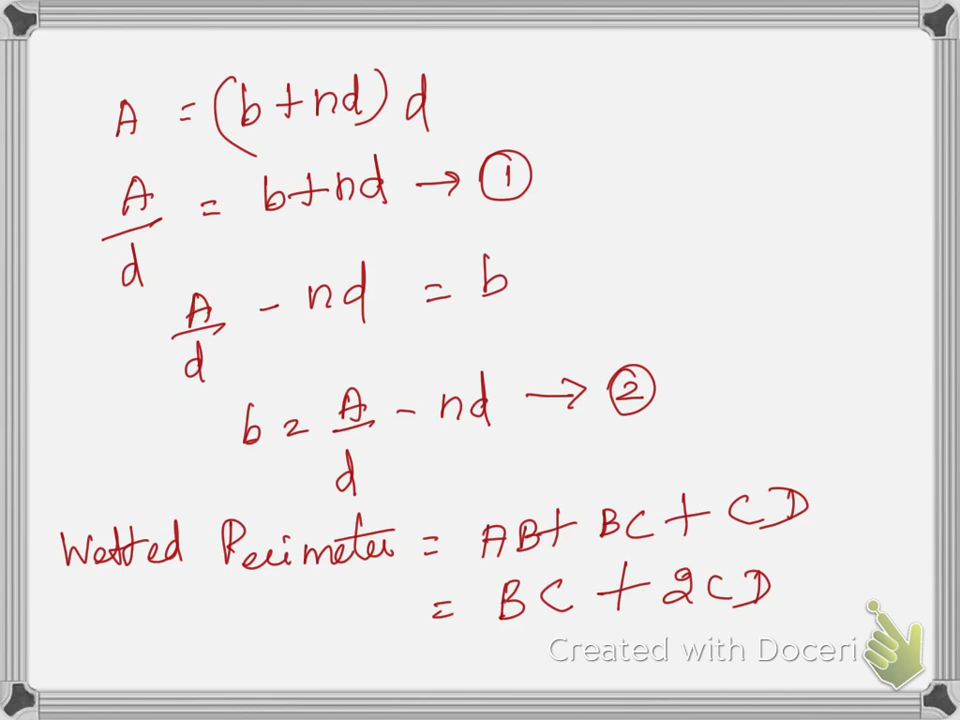 A = (b+nd) d
A/d = b+nd → ①
A/d - nd = b
b = A/d - nd → ②
Wetted Perimeter = AB + BC + CD
= BC + 2CD
Created with Doceri